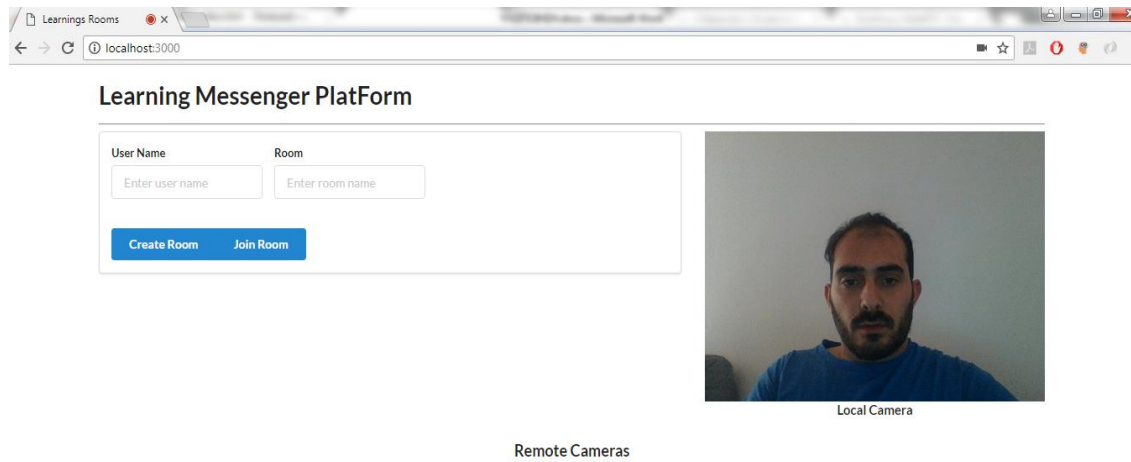 Learnings Rooms
localhost:3000
Learning Messenger PlatForm
User Name Room
Enter user name Enter room name
Create Room Join Room
Local Camera
Remote Cameras